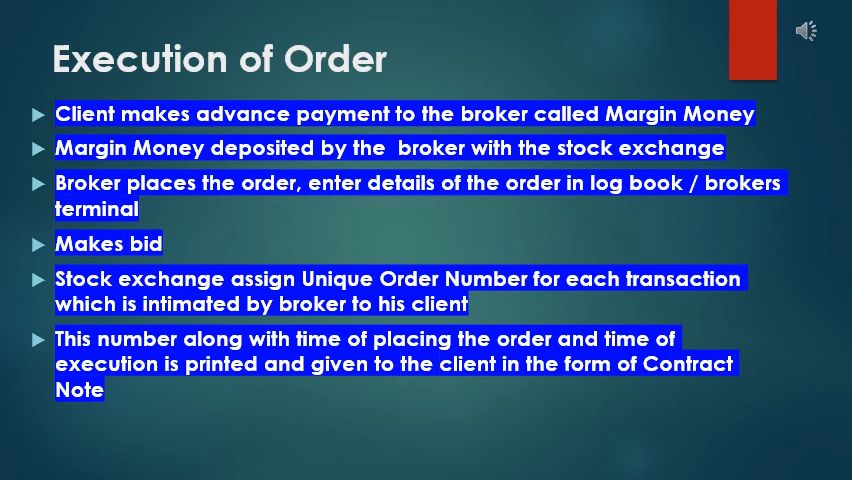 Execution of Order
Client makes advance payment to the broker called Margin Money
Margin Money deposited by the broker with the stock exchange
Broker places the order, enter details of the order in log book / brokers
terminal
Makes bid
Stock exchange assign Unique Order Number for each transaction
which is intimated by broker to his client
This number along with time of placing the order and time of
execution is printed and given to the client in the form of Contract
Note